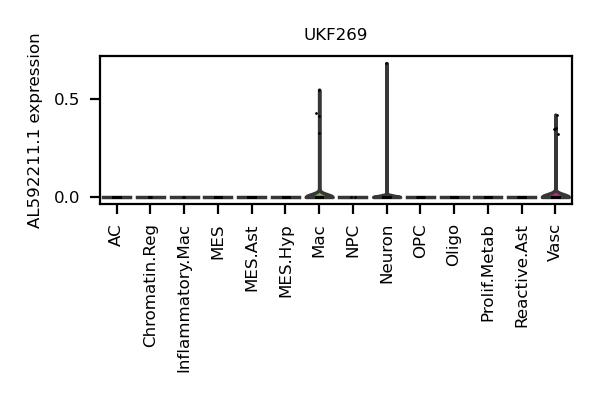 UKF269
AL592211.1 expression
0.5
0.0
AC
Chromatin.Reg
Inflammatory.Mac
MES
MES.Ast
MES.Hyp
Mac
NPC
Neuron
OPC
Oligo
Prolif.Metab
Reactive.Ast
Vasc